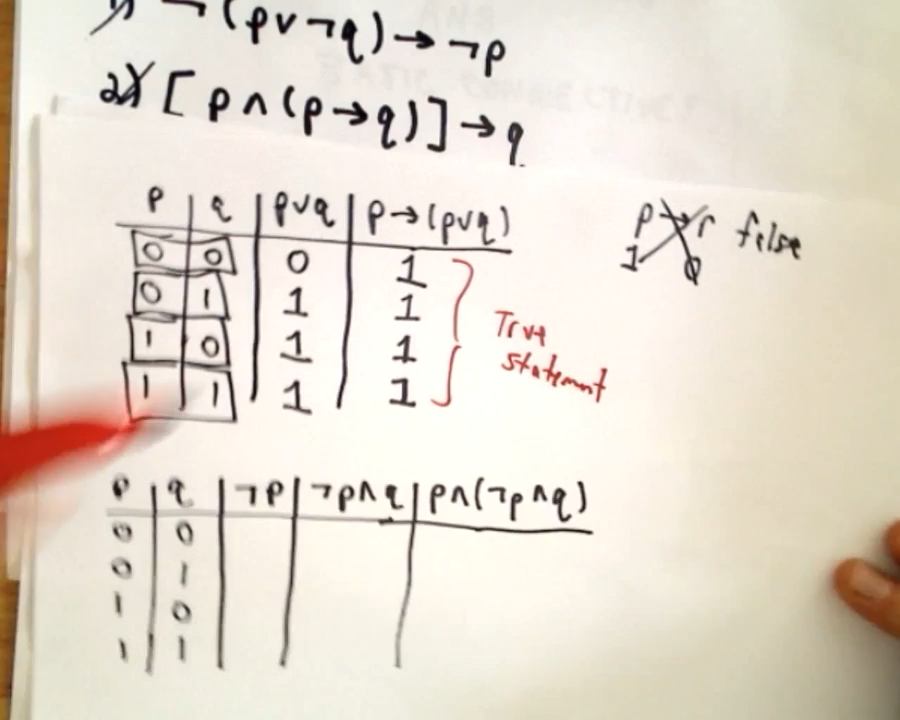 1) ¬(p∨¬q)→¬p
2) [p∧(p→q)]→q
p q p∨q p→(p∨q)
0 0 0 1
0 1 1 1
1 0 1 1
1 1 1 1
p→r false
1 0
True
statement
p q ¬p ¬p∧q p∧(¬p∧q)
0 0
0 1
1 0
1 1